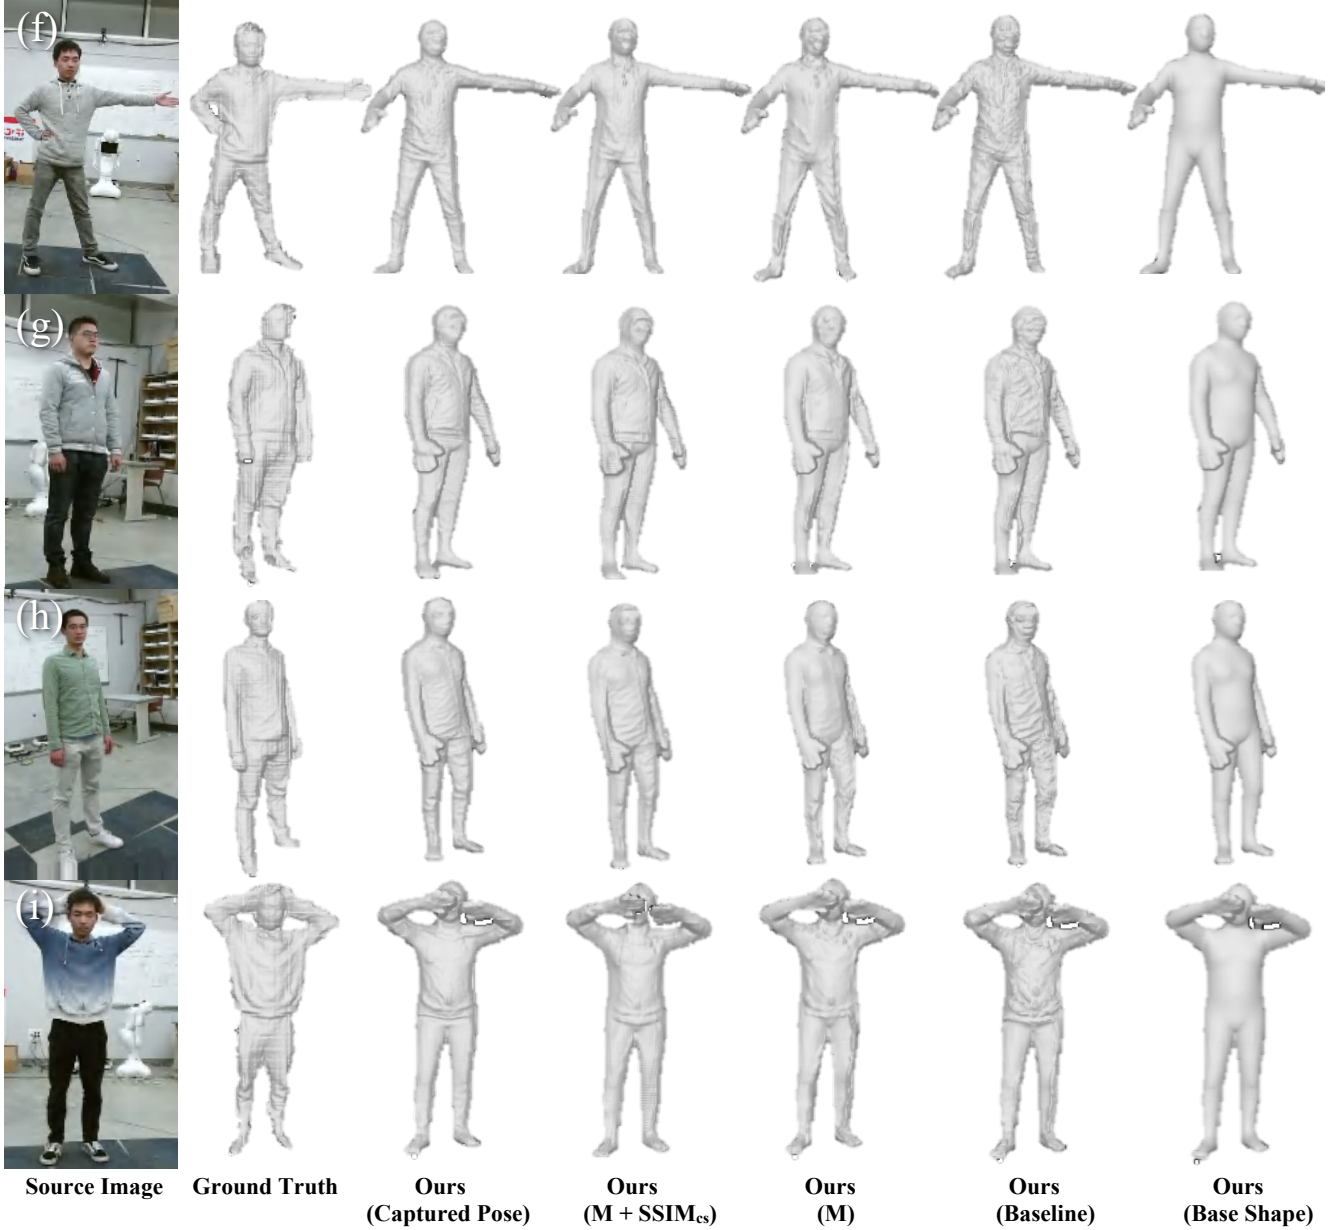 (f)
(g)
(h)
(i)
Source Image Ground Truth Ours Ours Ours Ours Ours
(Captured Pose) (M + SSIMcs) (M) (Baseline) (Base Shape)